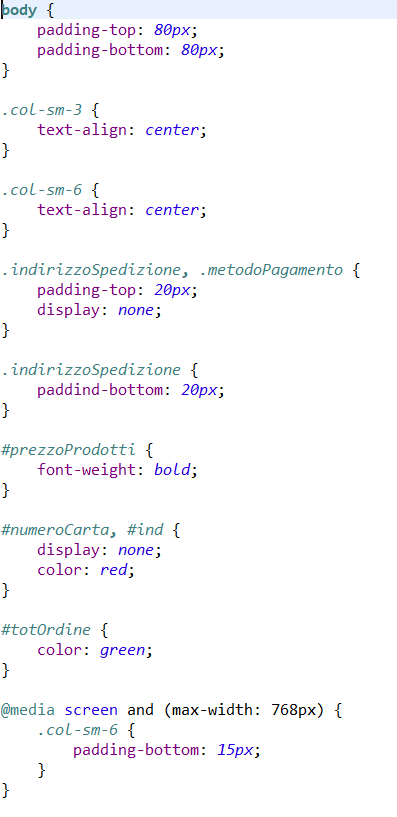 body {
    padding-top: 80px;
    padding-bottom: 80px;
}

.col-sm-3 {
    text-align: center;
}

.col-sm-6 {
    text-align: center;
}

.indirizzoSpedizione, .metodoPagamento {
    padding-top: 20px;
    display: none;
}

.indirizzoSpedizione {
    paddind-bottom: 20px;
}

#prezzoProdotti {
    font-weight: bold;
}

#numeroCarta, #ind {
    display: none;
    color: red;
}

#totOrdine {
    color: green;
}

@media screen and (max-width: 768px) {
    .col-sm-6 {
        padding-bottom: 15px;
    }
}